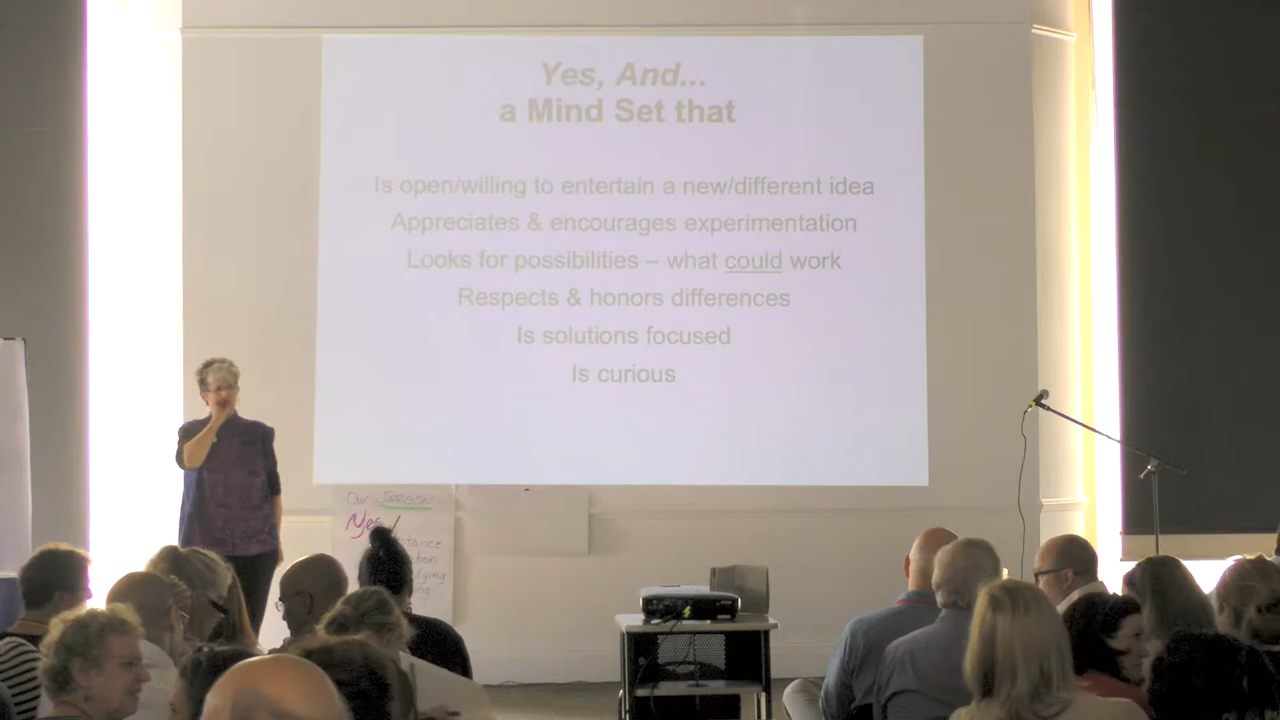 Yes, And...
a Mind Set that
Is open/willing to entertain a new/different idea
Appreciates & encourages experimentation
Looks for possibilities – what could work
Respects & honors differences
Is solutions focused
Is curious
Our JARGON
Yes